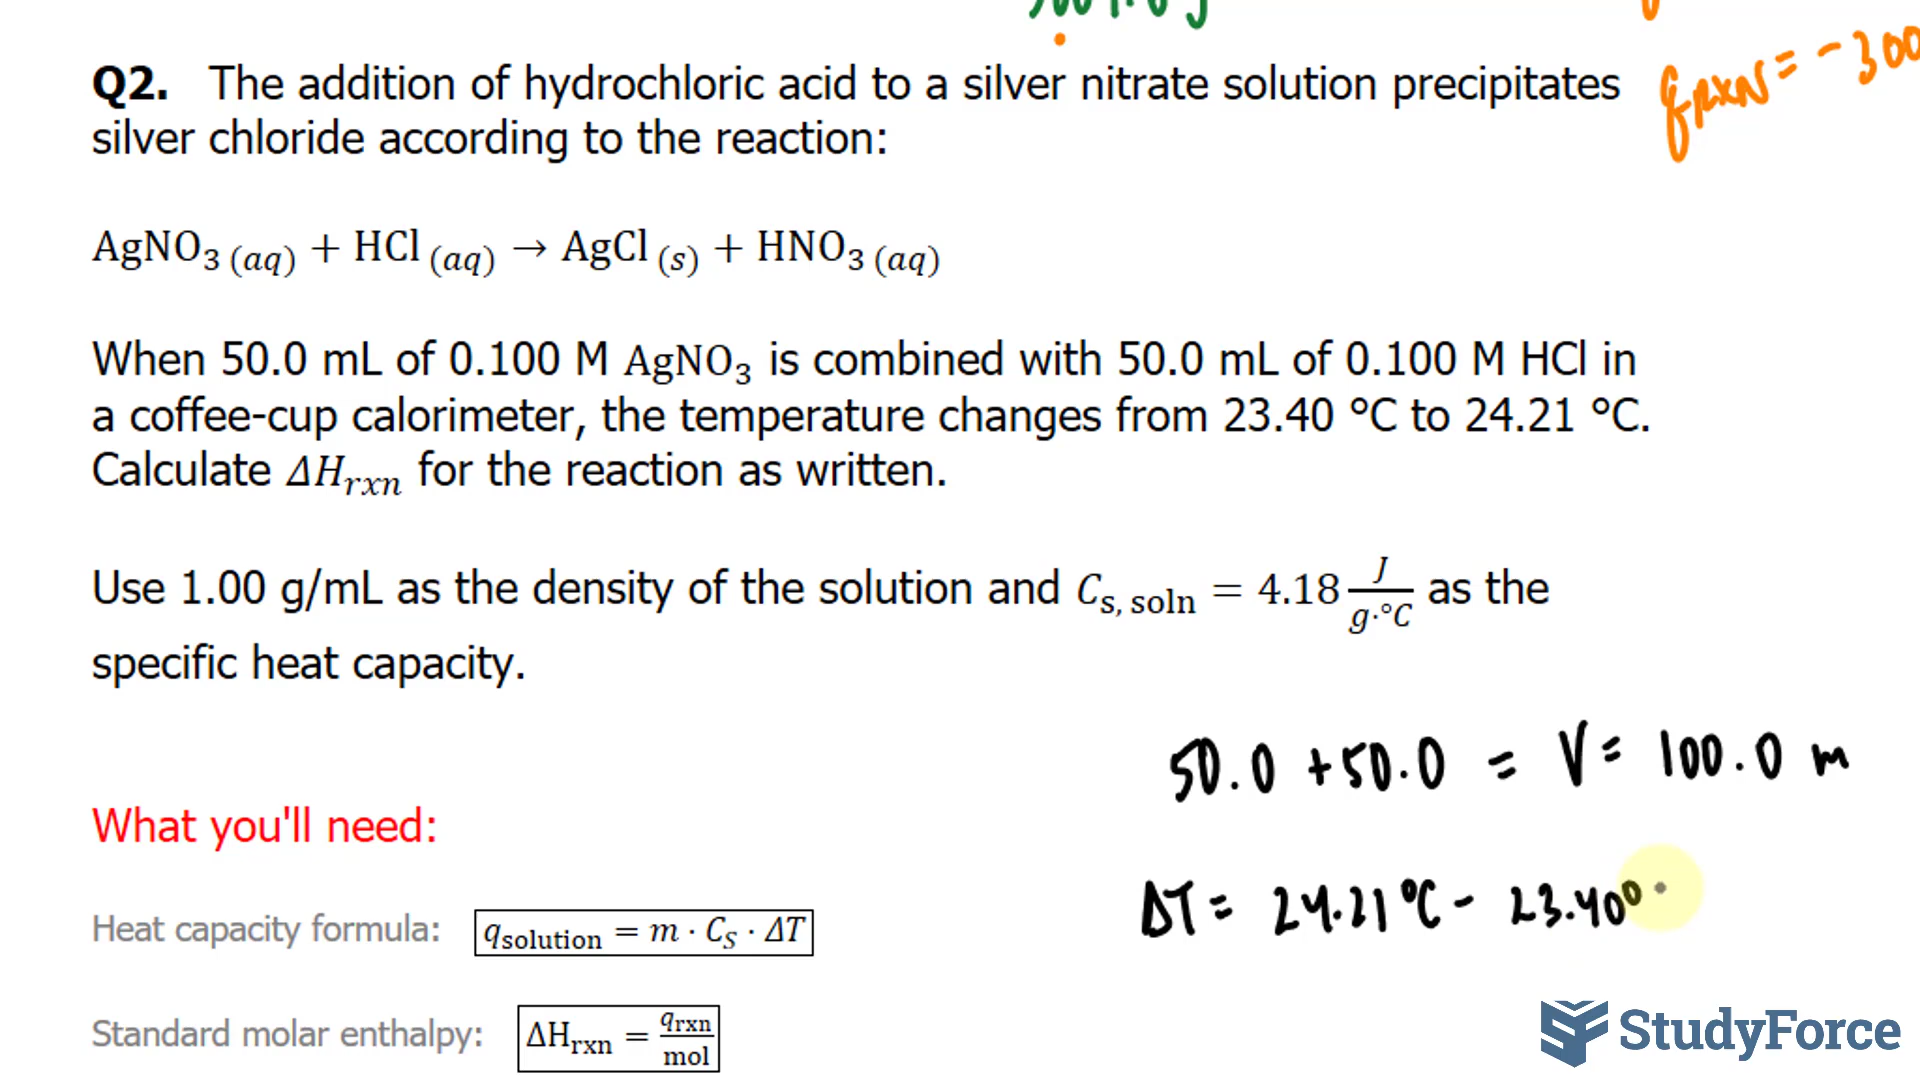 Q2. The addition of hydrochloric acid to a silver nitrate solution precipitates
silver chloride according to the reaction:
qRXN = -300
AgNO₃ (aq) + HCl (aq) → AgCl (s) + HNO₃ (aq)
When 50.0 mL of 0.100 M AgNO₃ is combined with 50.0 mL of 0.100 M HCl in
a coffee-cup calorimeter, the temperature changes from 23.40 °C to 24.21 °C.
Calculate ΔHrxn for the reaction as written.
Use 1.00 g/mL as the density of the solution and Cs, soln = 4.18 J/g·°C as the
specific heat capacity.
50.0 + 50.0 = V = 100.0 m
What you'll need:
ΔT = 24.21 °C - 23.40°
Heat capacity formula: qsolution = m · CS · ΔT
Standard molar enthalpy: ΔHrxn = qrxn/mol
StudyForce